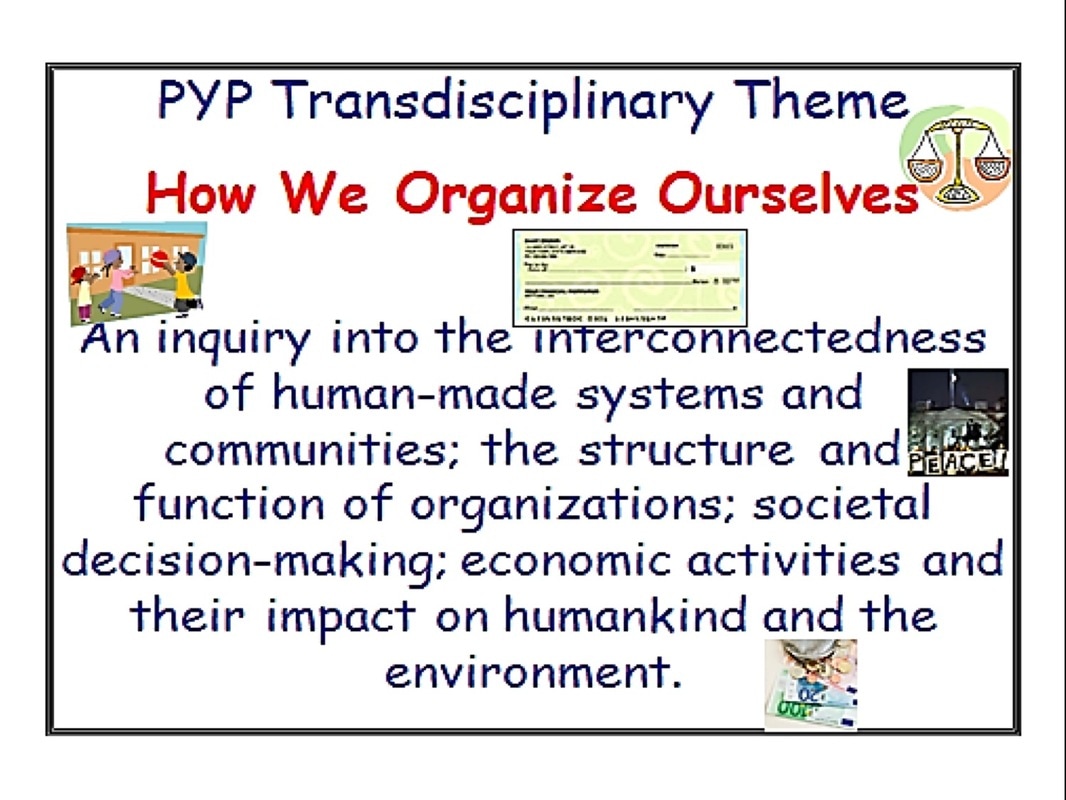 PYP Transdisciplinary Theme
How We Organize Ourselves
An inquiry into the interconnectedness
of human-made systems and
communities; the structure and
PEACE
function of organizations; societal
decision-making; economic activities and
their impact on humankind and the
environment.
20
100